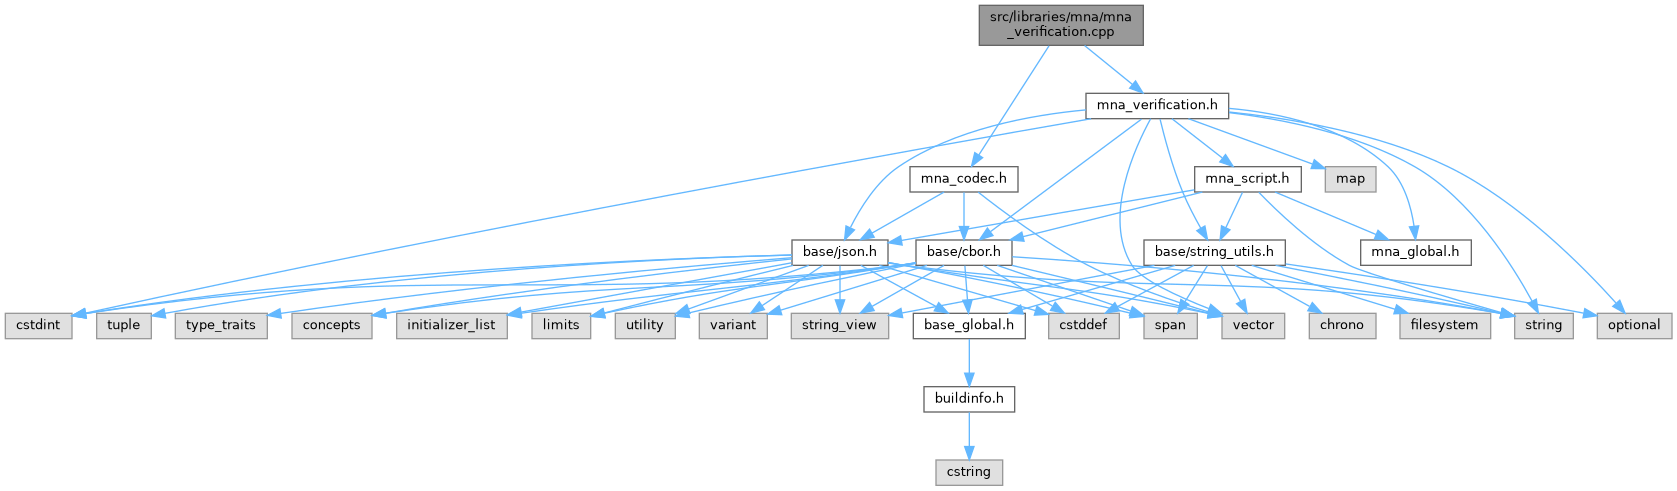 src/libraries/mna/mna
_verification.cpp
mna_verification.h
mna_codec.h
mna_script.h
map
base/json.h
base/cbor.h
base/string_utils.h
mna_global.h
cstdint
tuple
type_traits
concepts
initializer_list
limits
utility
variant
string_view
base_global.h
cstddef
span
vector
chrono
filesystem
string
optional
buildinfo.h
cstring